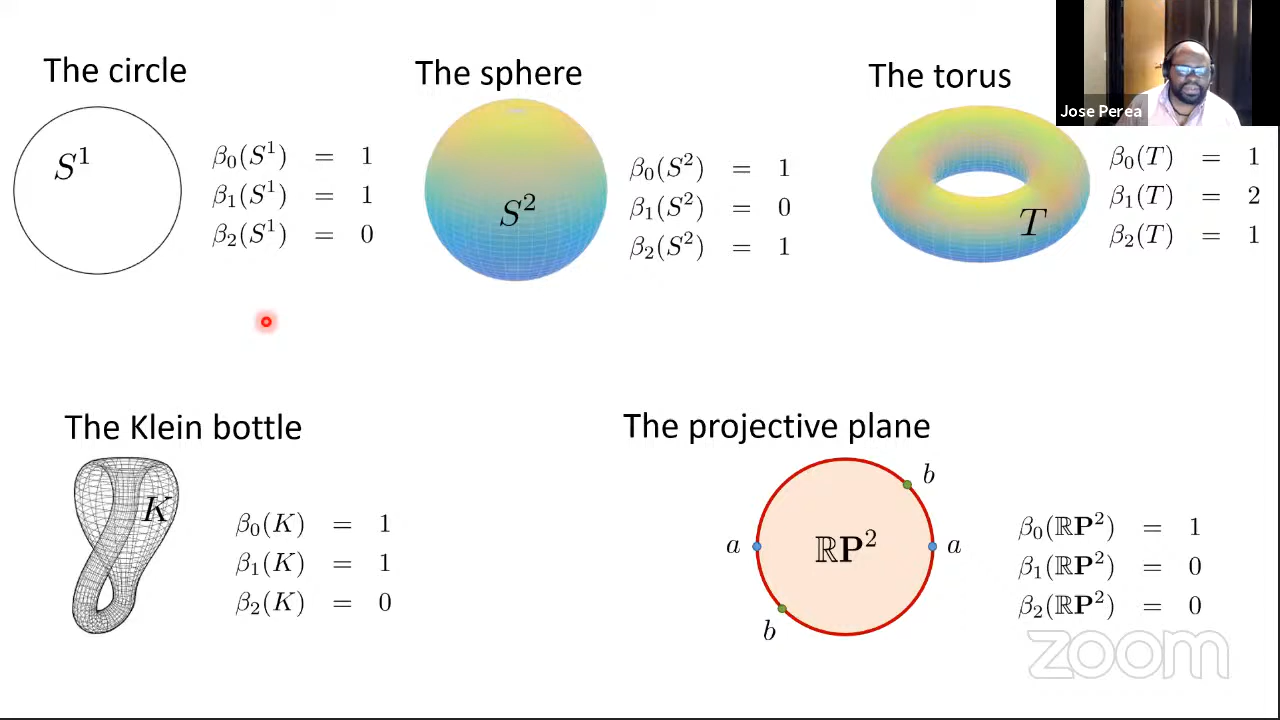 The circle
S¹
β₀(S¹) = 1
β₁(S¹) = 1
β₂(S¹) = 0
The sphere
S²
β₀(S²) = 1
β₁(S²) = 0
β₂(S²) = 1
The torus
T
β₀(T) = 1
β₁(T) = 2
β₂(T) = 1
Jose Perea
The Klein bottle
K
β₀(K) = 1
β₁(K) = 1
β₂(K) = 0
The projective plane
b
a
ℝP²
a
b
β₀(ℝP²) = 1
β₁(ℝP²) = 0
β₂(ℝP²) = 0
zoom